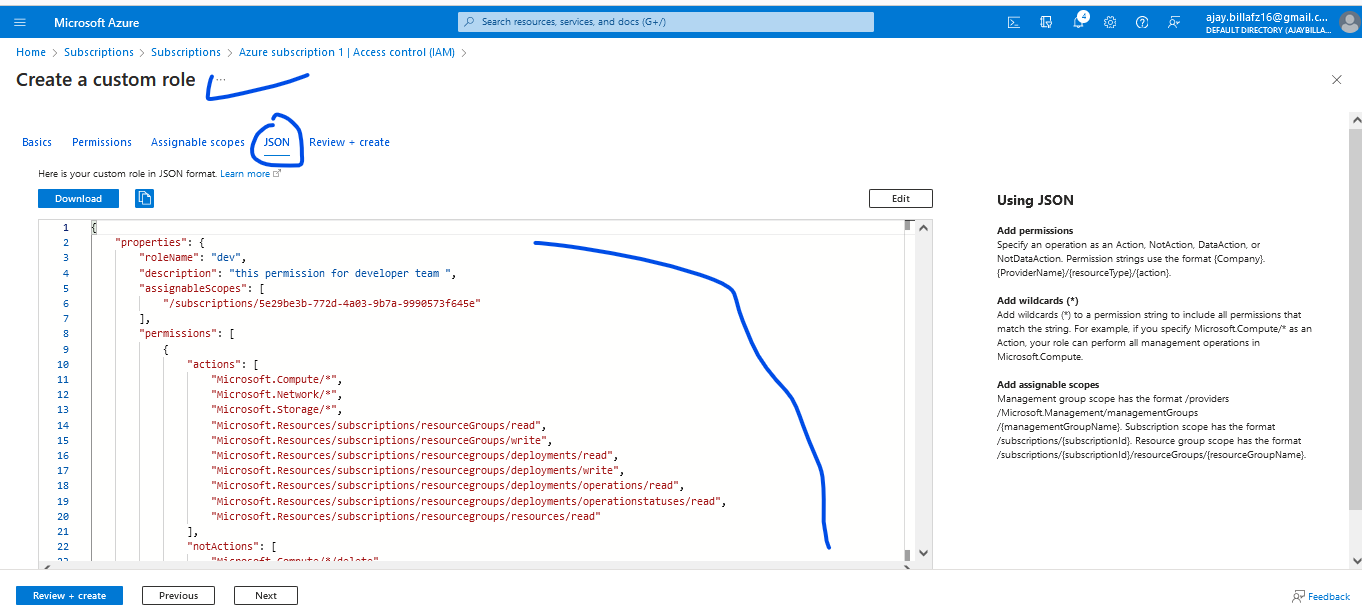 Microsoft Azure
Search resources, services, and docs (G+/)
4
ajay.billafz16@gmail.c...
DEFAULT DIRECTORY (AJAYBILLA...
Home > Subscriptions > Subscriptions > Azure subscription 1 | Access control (IAM) >
Create a custom role ...
Basics Permissions Assignable scopes JSON Review + create
Here is your custom role in JSON format. Learn more
Download
Edit
1 {
2 "properties": {
3 "roleName": "dev",
4 "description": "this permission for developer team ",
5 "assignableScopes": [
6 "/subscriptions/5e29be3b-772d-4a03-9b7a-9990573f645e"
7 ],
8 "permissions": [
9 {
10 "actions": [
11 "Microsoft.Compute/*",
12 "Microsoft.Network/*",
13 "Microsoft.Storage/*",
14 "Microsoft.Resources/subscriptions/resourceGroups/read",
15 "Microsoft.Resources/subscriptions/resourceGroups/write",
16 "Microsoft.Resources/subscriptions/resourcegroups/deployments/read",
17 "Microsoft.Resources/subscriptions/resourcegroups/deployments/write",
18 "Microsoft.Resources/subscriptions/resourcegroups/deployments/operations/read",
19 "Microsoft.Resources/subscriptions/resourcegroups/deployments/operationstatuses/read",
20 "Microsoft.Resources/subscriptions/resourcegroups/resources/read"
21 ],
22 "notActions": [
23 "Microsoft.Compute/*/delete"
Using JSON
Add permissions
Specify an operation as an Action, NotAction, DataAction, or
NotDataAction. Permission strings use the format {Company}.
{ProviderName}/{resourceType}/{action}.
Add wildcards (*)
Add wildcards (*) to a permission string to include all permissions that
match the string. For example, if you specify Microsoft.Compute/* as an
Action, your role can perform all management operations in
Microsoft.Compute.
Add assignable scopes
Management group scope has the format /providers
/Microsoft.Management/managementGroups
/{managementGroupName}. Subscription scope has the format
/subscriptions/{subscriptionId}. Resource group scope has the format
/subscriptions/{subscriptionId}/resourceGroups/{resourceGroupName}.
Review + create
Previous
Next
Feedback